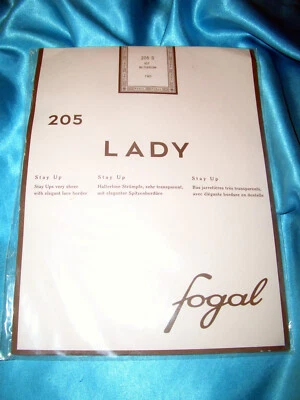 205
LADY
Stay Up
Stay Ups very sheer
with elegant lace border
Stay Up
Halterlose Strümpfe, sehr transparent,
mit eleganter Spitzenbordüre
Stay Up
Bas jarretières très transparents,
avec élégante bordure en dentelle
fogal